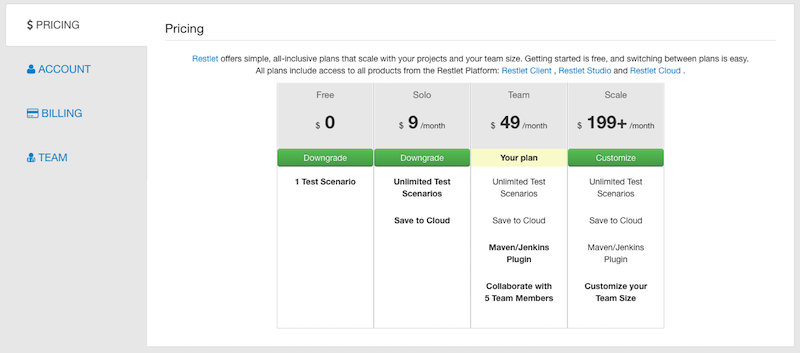 $ PRICING
ACCOUNT
BILLING
TEAM
Pricing
Restlet offers simple, all-inclusive plans that scale with your projects and your team size. Getting started is free, and switching between plans is easy.
All plans include access to all products from the Restlet Platform: Restlet Client , Restlet Studio and Restlet Cloud .
Free
$ 0
Downgrade
1 Test Scenario
Solo
$ 9 /month
Downgrade
Unlimited Test
Scenarios
Save to Cloud
Team
$ 49 /month
Your plan
Unlimited Test
Scenarios
Save to Cloud
Maven/Jenkins
Plugin
Collaborate with
5 Team Members
Scale
$ 199+ /month
Customize
Unlimited Test
Scenarios
Save to Cloud
Maven/Jenkins
Plugin
Customize your
Team Size